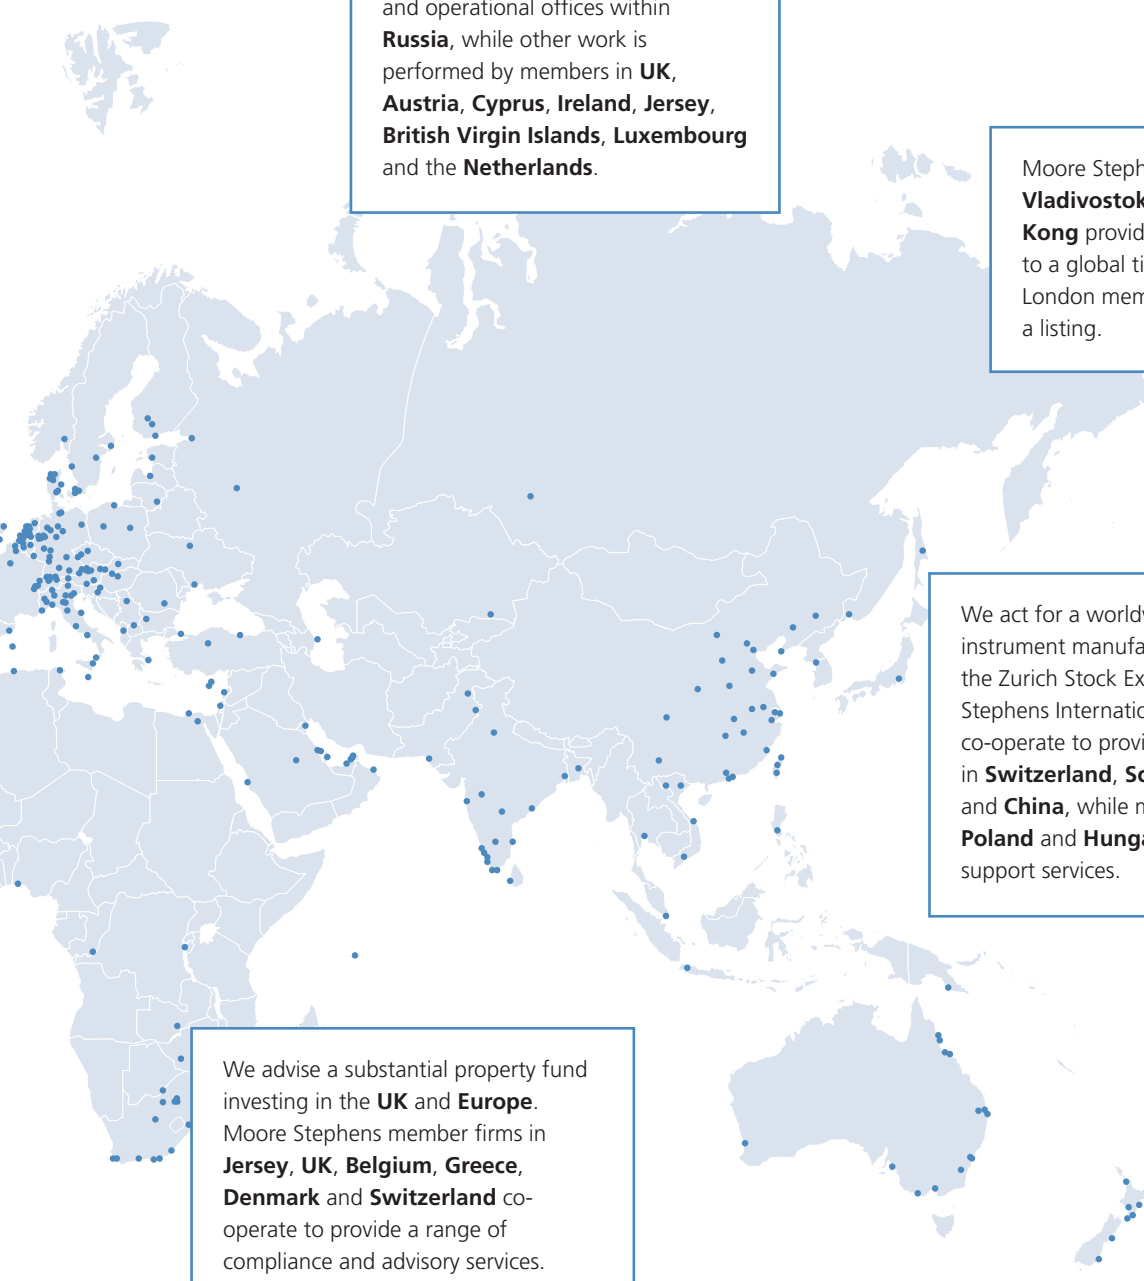 and operational offices within
Russia, while other work is
performed by members in UK,
Austria, Cyprus, Ireland, Jersey,
British Virgin Islands, Luxembourg
and the Netherlands.
Moore Steph
Vladivostok
Kong provid
to a global ti
London mem
a listing.
We act for a worldv
instrument manufa
the Zurich Stock Ex
Stephens Internatio
co-operate to provi
in Switzerland, So
and China, while m
Poland and Hunga
support services.
We advise a substantial property fund
investing in the UK and Europe.
Moore Stephens member firms in
Jersey, UK, Belgium, Greece,
Denmark and Switzerland co-
operate to provide a range of
compliance and advisory services.